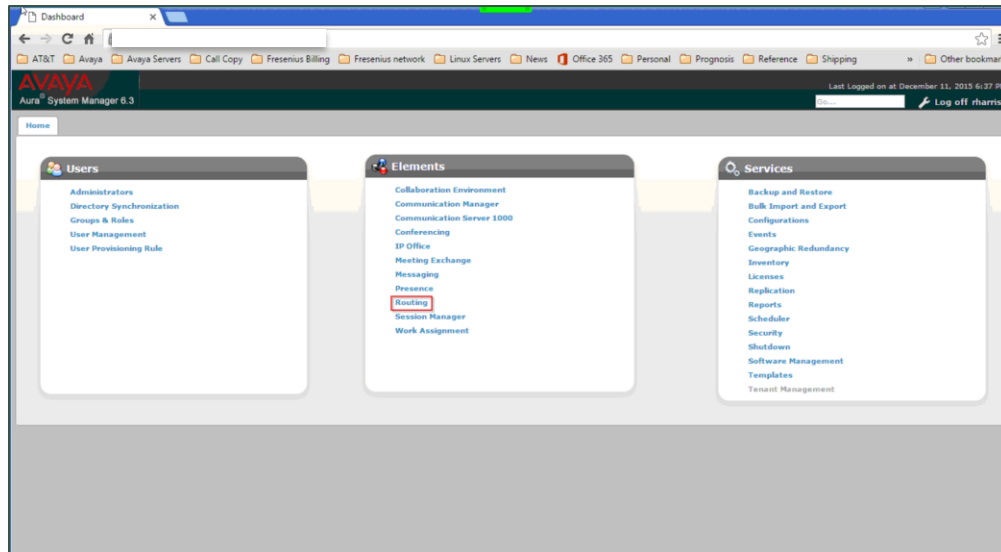 Dashboard
AT&T Avaya Avaya Servers Call Copy Fresenius Billing Fresenius network Linux Servers News Office 365 Personal Prognosis Reference Shipping » Other bookmar
AVAYA
Last Logged on at December 11, 2015 6:37 P
Aura® System Manager 6.3
Go... Log off rharris
Home
Users
Administrators
Directory Synchronization
Groups & Roles
User Management
User Provisioning Rule
Elements
Collaboration Environment
Communication Manager
Communication Server 1000
Conferencing
IP Office
Meeting Exchange
Messaging
Presence
Routing
Session Manager
Work Assignment
Services
Backup and Restore
Bulk Import and Export
Configurations
Events
Geographic Redundancy
Inventory
Licenses
Replication
Reports
Scheduler
Security
Shutdown
Software Management
Templates
Tenant Management